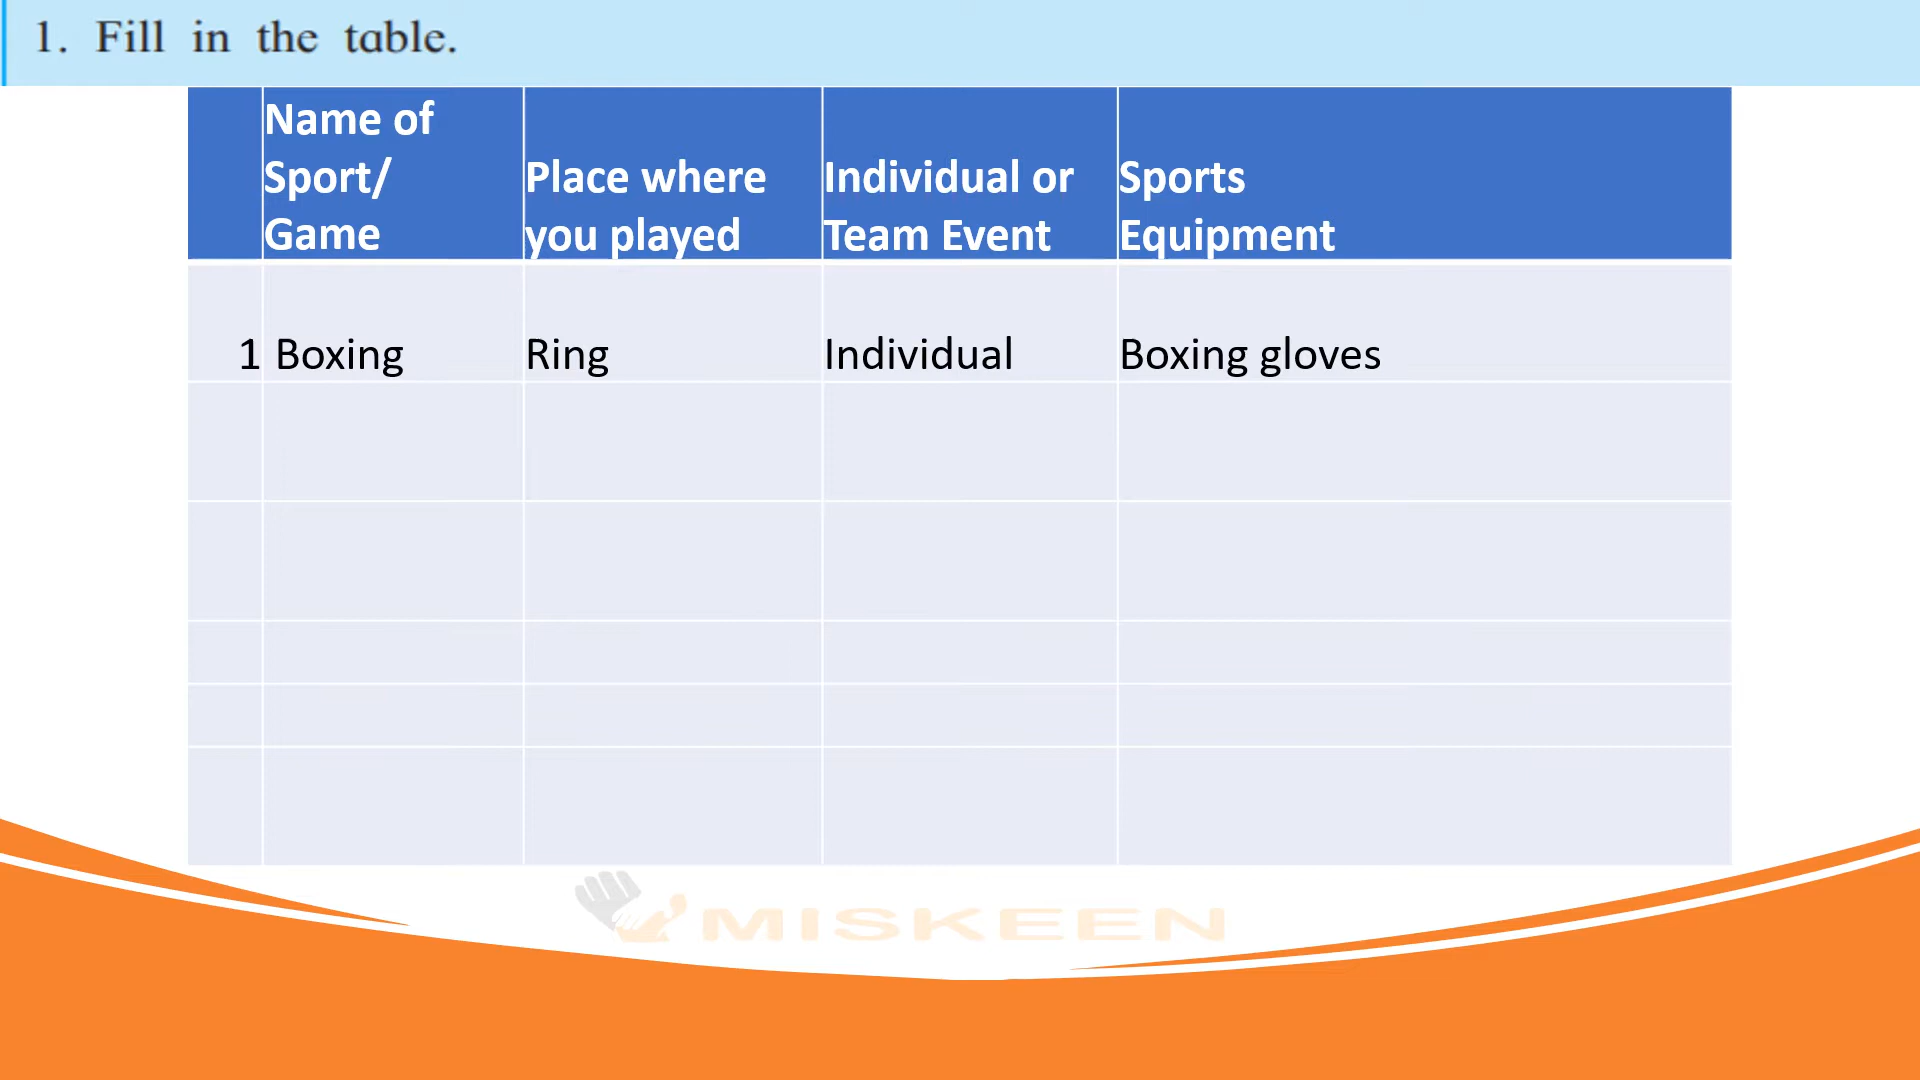 1. Fill in the table.
Name of
Sport/
Game
Place where
you played
Individual or
Team Event
Sports
Equipment
1 Boxing Ring Individual Boxing gloves
MISKEEN